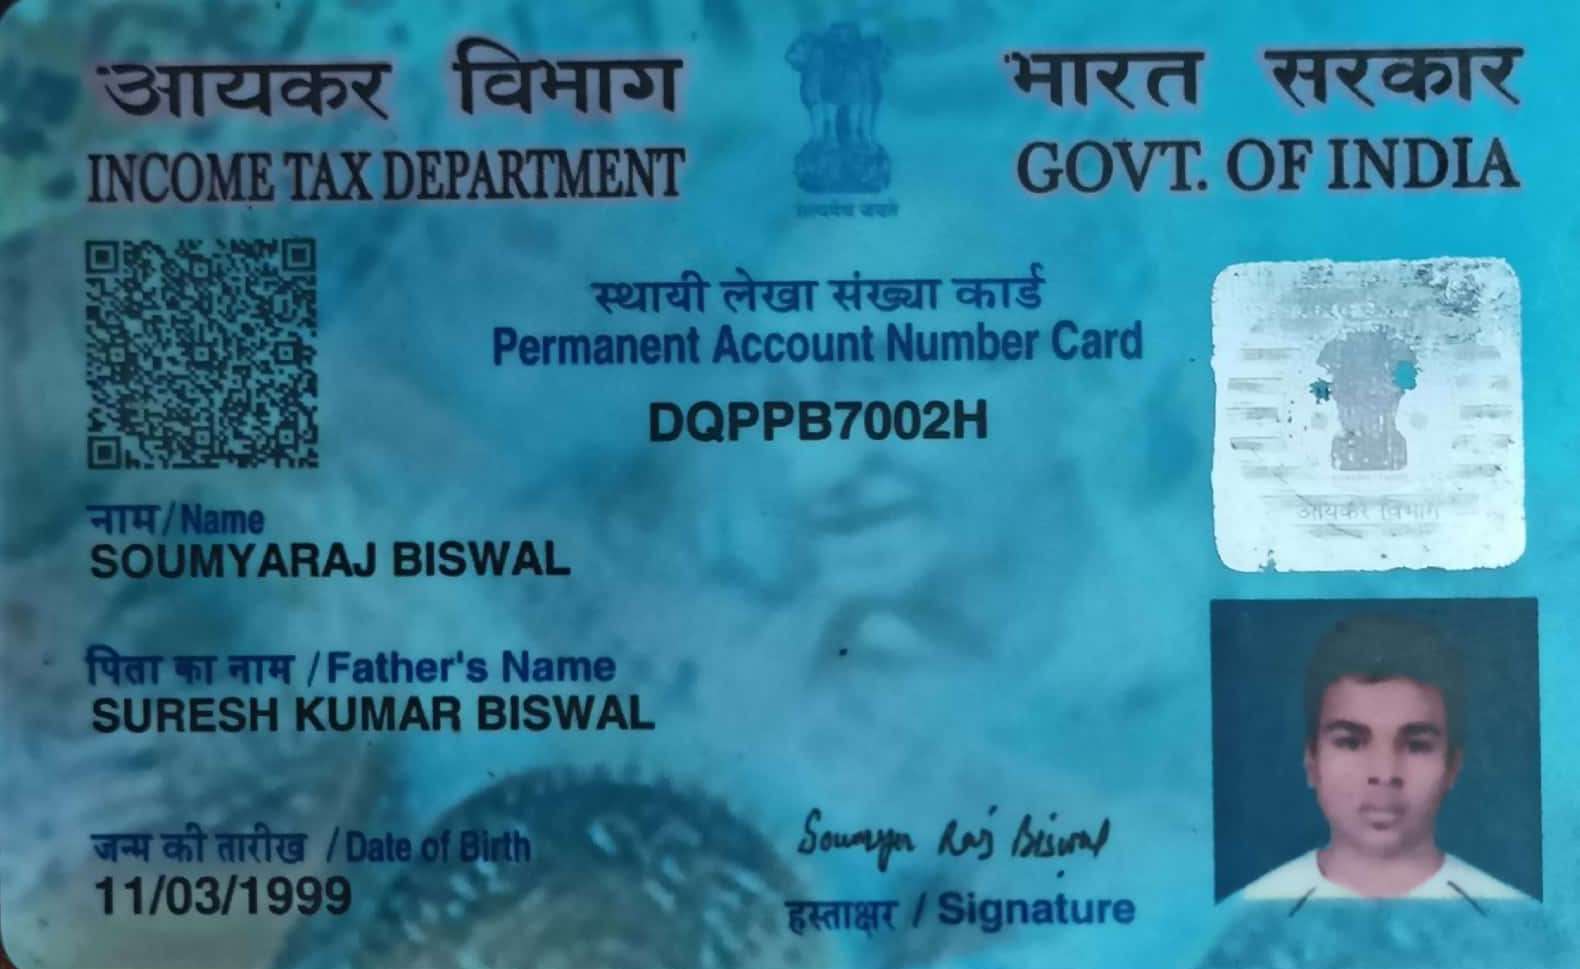 आयकर विभाग
INCOME TAX DEPARTMENT
भारत सरकार
GOVT. OF INDIA
सत्यमेव जयते
स्थायी लेखा संख्या कार्ड
Permanent Account Number Card
DQPPB7002H
आयकर विभाग
नाम / Name
SOUMYARAJ BISWAL
पिता का नाम / Father's Name
SURESH KUMAR BISWAL
जन्म की तारीख / Date of Birth
11/03/1999
Soumya Raj Biswal
हस्ताक्षर / Signature